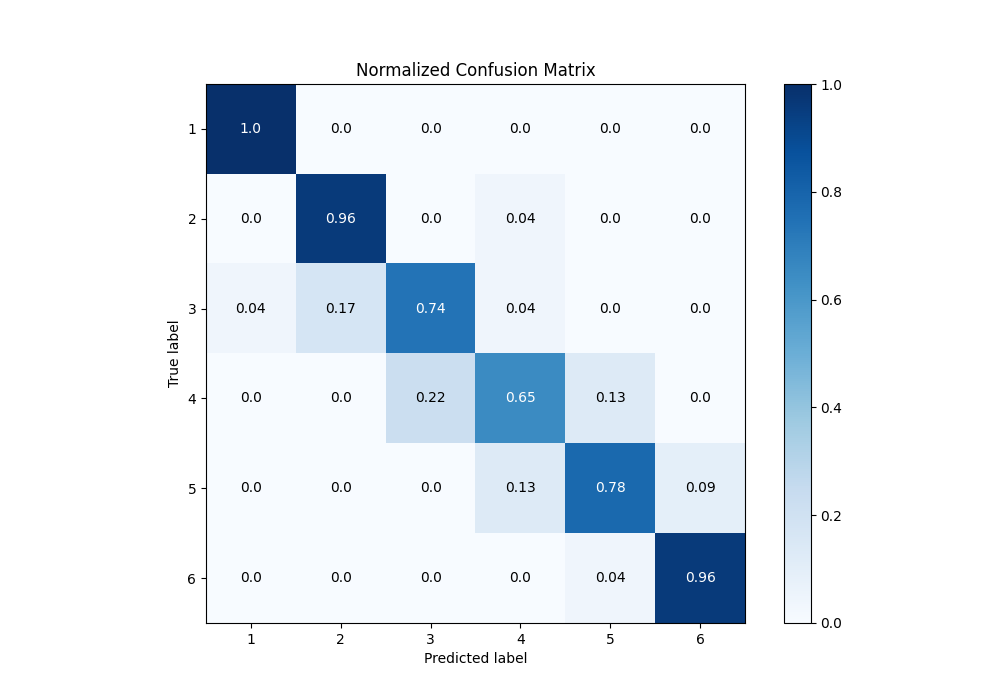 Normalized Confusion Matrix
1 1.0 0.0 0.0 0.0 0.0 0.0
2 0.0 0.96 0.0 0.04 0.0 0.0
3 0.04 0.17 0.74 0.04 0.0 0.0
4 0.0 0.0 0.22 0.65 0.13 0.0
5 0.0 0.0 0.0 0.13 0.78 0.09
6 0.0 0.0 0.0 0.0 0.04 0.96
1 2 3 4 5 6
Predicted label
True label
1.0
0.8
0.6
0.4
0.2
0.0